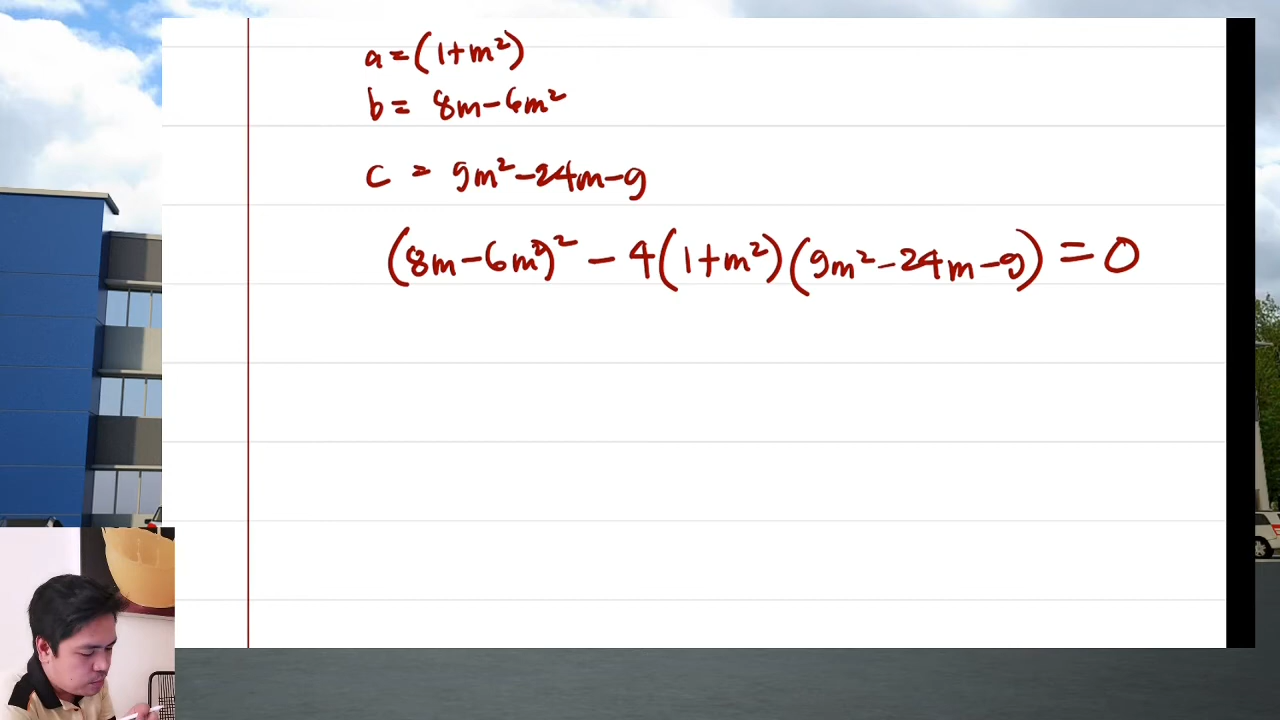 a = (1+m²)
b = 8m-6m²
c = 9m²-24m-9
(8m-6m²)² - 4(1+m²)(9m²-24m-9) = 0